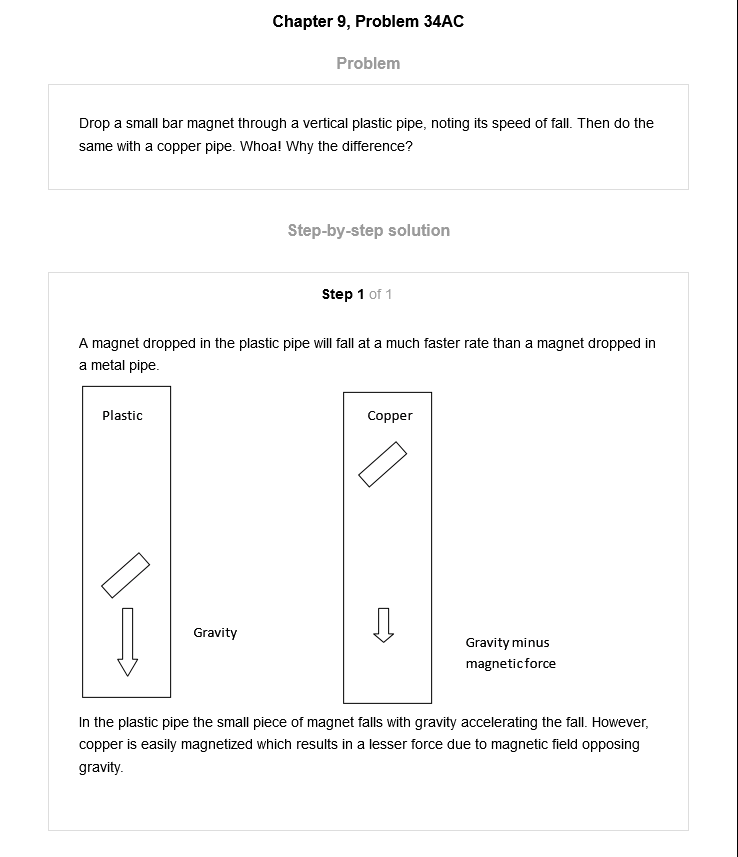 Chapter 9, Problem 34AC
Problem
Drop a small bar magnet through a vertical plastic pipe, noting its speed of fall. Then do the
same with a copper pipe. Whoa! Why the difference?
Step-by-step solution
Step 1 of 1
A magnet dropped in the plastic pipe will fall at a much faster rate than a magnet dropped in
a metal pipe.
Plastic
Copper
Gravity
Gravity minus
magnetic force
In the plastic pipe the small piece of magnet falls with gravity accelerating the fall. However,
copper is easily magnetized which results in a lesser force due to magnetic field opposing
gravity.